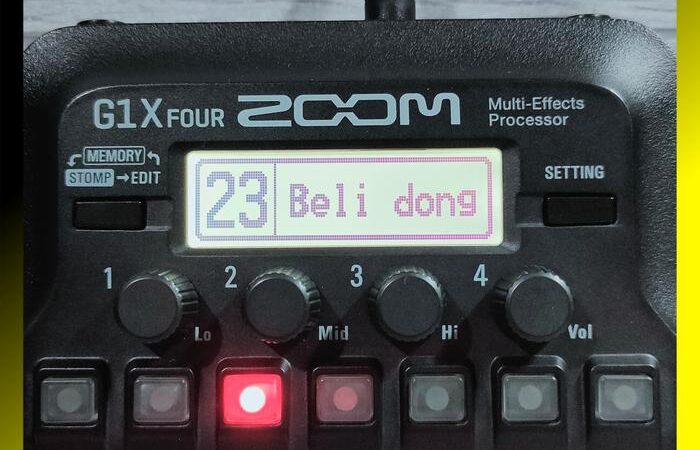 G1X FOUR ZOOM Multi-Effects
Processor
MEMORY
STOMP → EDIT
SETTING
23 Beli dong
1 2 3 4
Lo Mid Hi Vol